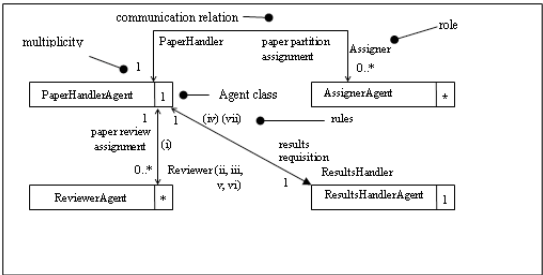 communication relation
role
multiplicity
PaperHandler
paper partition
assignment
Assigner
1
0..*
PaperHandlerAgent
1
Agent class
AssignerAgent
*
1
1
(iv) (vii)
rules
paper review
assignment
(i)
results
requisition
0..*
Reviewer (ii, iii,
v, vi)
1
ResultsHandler
ReviewerAgent
*
ResultsHandlerAgent
1